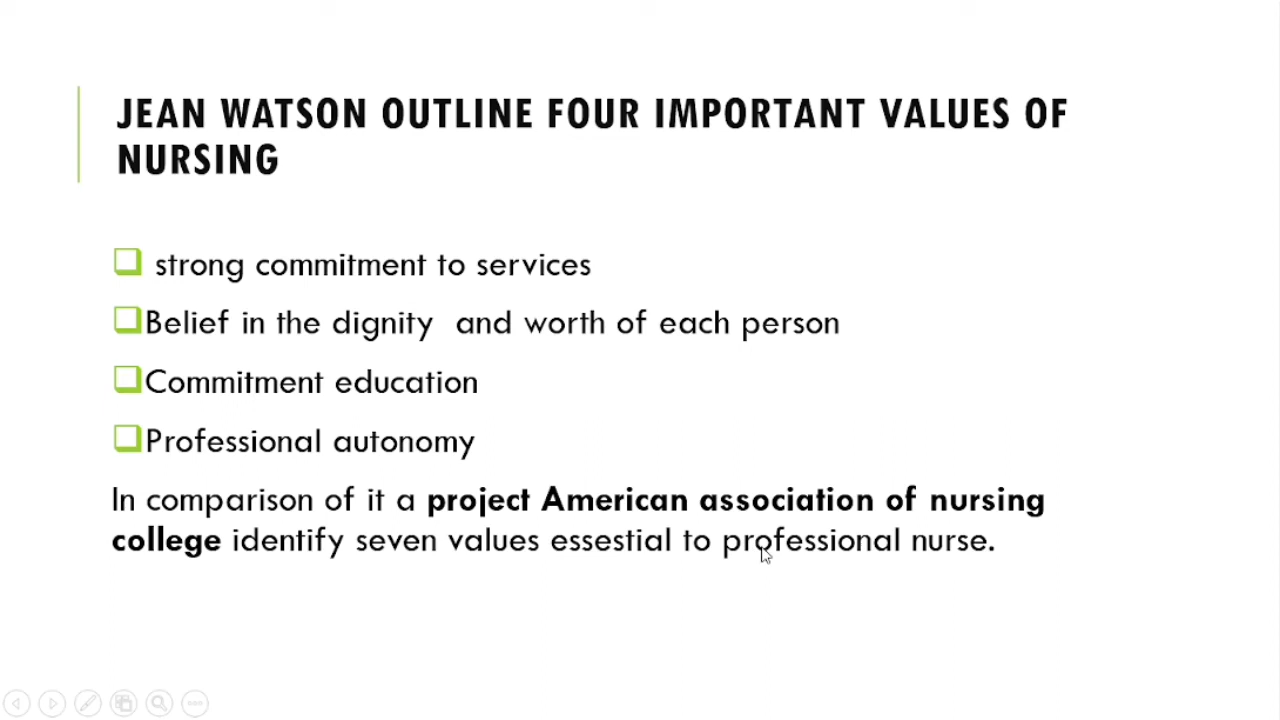 JEAN WATSON OUTLINE FOUR IMPORTANT VALUES OF
NURSING
strong commitment to services
Belief in the dignity and worth of each person
Commitment education
Professional autonomy
In comparison of it a project American association of nursing
college identify seven values essestial to professional nurse.